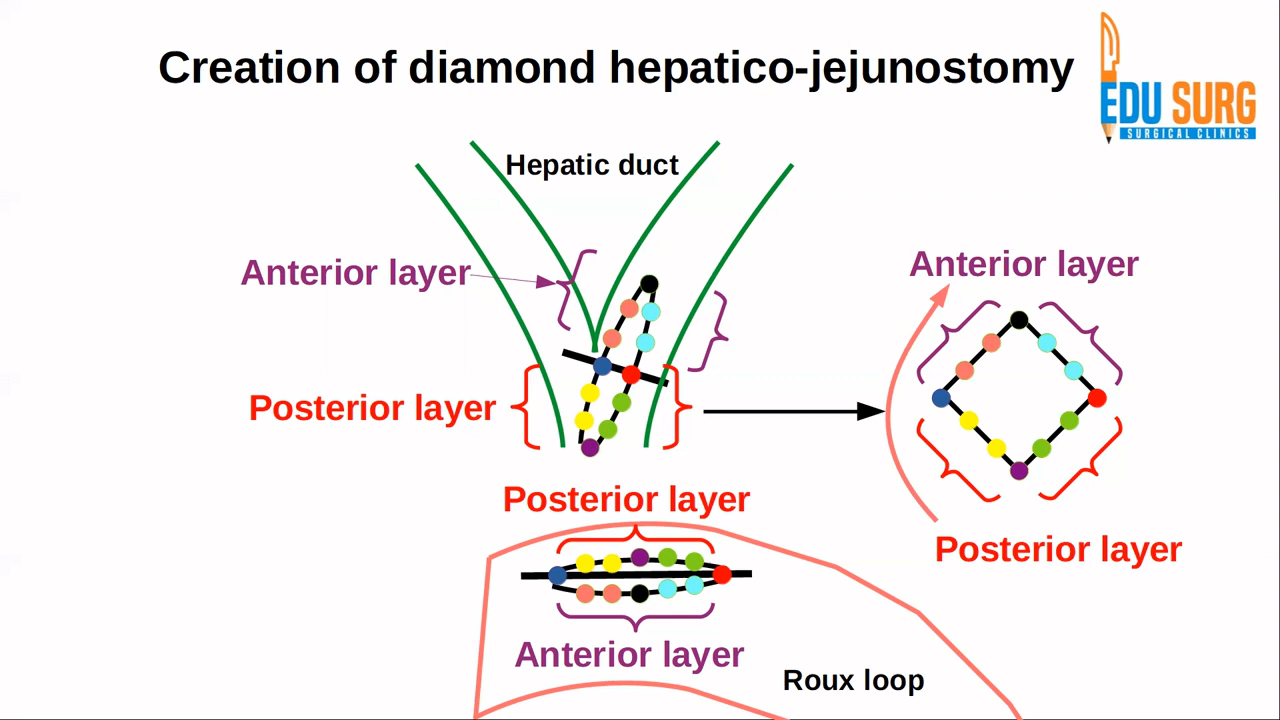 Creation of diamond hepatico-jejunostomy
EDU SURG
SURGICAL CLINICS
Hepatic duct
Anterior layer
Anterior layer
Posterior layer
Posterior layer
Posterior layer
Anterior layer
Roux loop